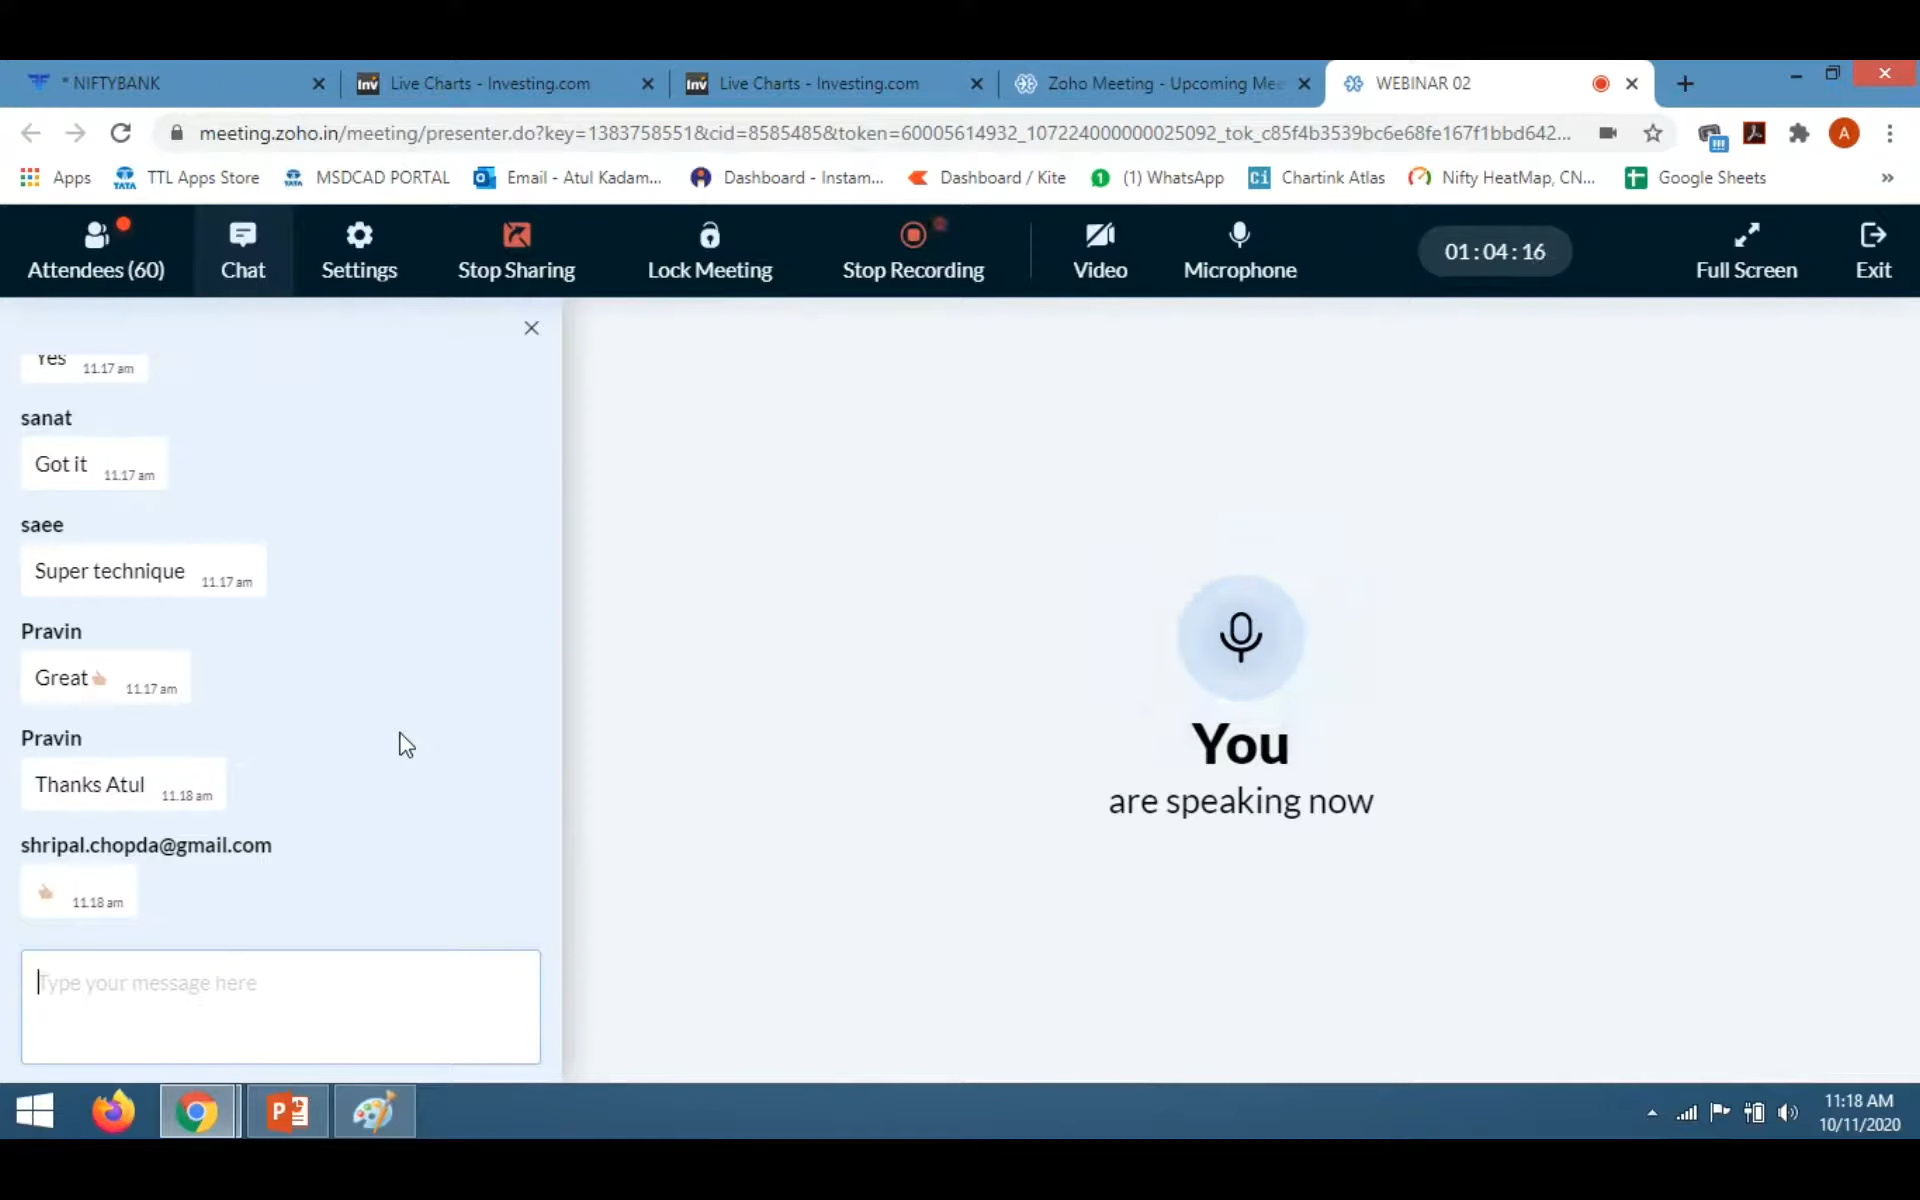 * NIFTYBANK
Live Charts - Investing.com
Live Charts - Investing.com
Zoho Meeting - Upcoming Mee
WEBINAR 02
meeting.zoho.in/meeting/presenter.do?key=1383758551&cid=8585485&token=60005614932_107224000000025092_tok_c85f4b3539bc6e68fe167f1bbd642...
A
Apps
TATA
TTL Apps Store
MSDCAD PORTAL
Email - Atul Kadam...
Dashboard - Instam...
Dashboard / Kite
(1) WhatsApp
Chartink Atlas
Nifty HeatMap, CN...
Google Sheets
»
Attendees (60)
Chat
Settings
Stop Sharing
Lock Meeting
Stop Recording
Video
Microphone
01:04:16
Full Screen
Exit
Yes 11.17 am
sanat
Got it 11.17 am
saee
Super technique 11.17 am
Pravin
Great 11.17 am
Pravin
Thanks Atul 11.18 am
shripal.chopda@gmail.com
11.18 am
Type your message here
You
are speaking now
11:18 AM
10/11/2020